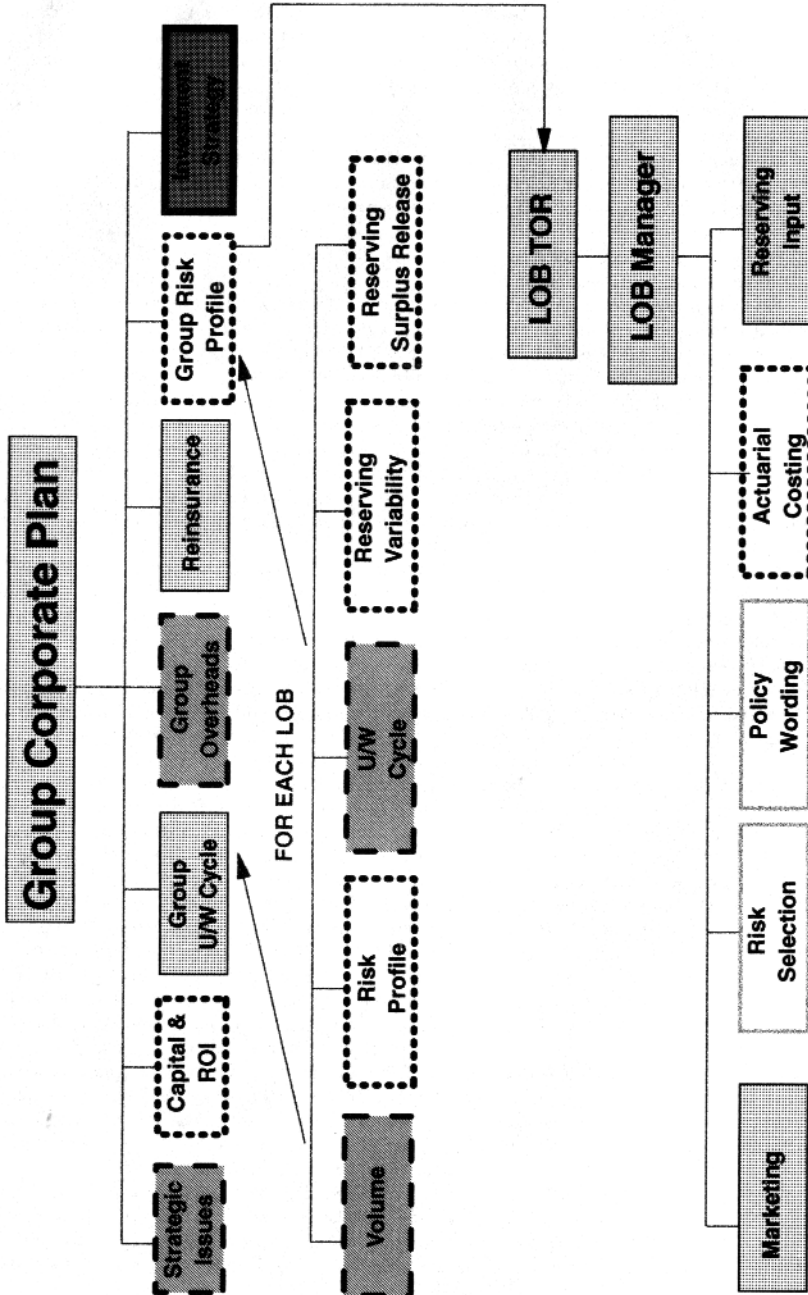 Group Corporate Plan
Strategic
Issues
Capital &
ROI
Group
U/W Cycle
Group
Overheads
Reinsurance
Group Risk
Profile
Investment
Strategy
FOR EACH LOB
Volume
Risk
Profile
U/W
Cycle
Reserving
Variability
Reserving
Surplus Release
LOB TOR
LOB Manager
Marketing
Risk
Selection
Policy
Wording
Actuarial
Costing
Reserving
Input